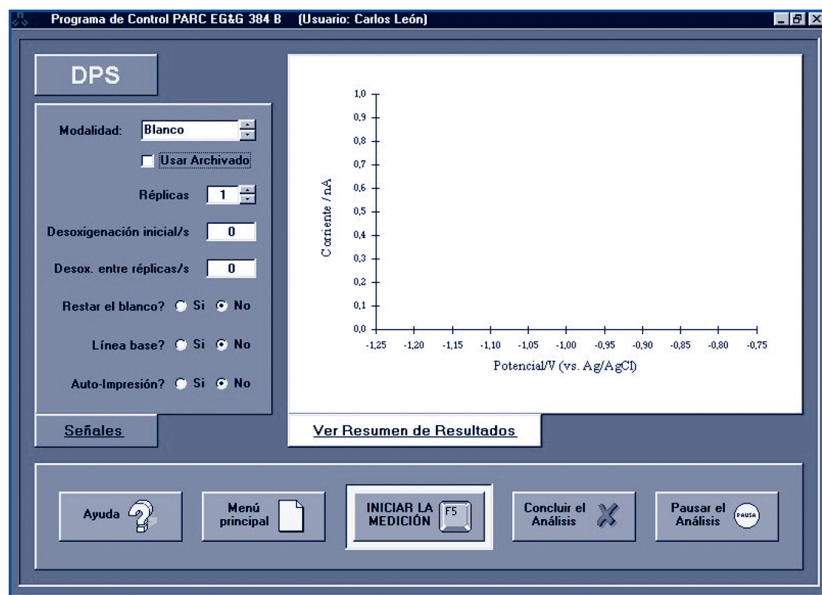 Programa de Control PARC EG&G 384 B (Usuario: Carlos León)
DPS
Modalidad: Blanco
Usar Archivado
Réplicas 1
Desoxigenación inicial/s 0
Desox. entre réplicas/s 0
Restar el blanco? Si No
Línea base? Si No
Auto-Impresión? Si No
Señales
Corriente / nA
1,0
0,9
0,8
0,7
0,6
0,5
0,4
0,3
0,2
0,1
0,0
-1,25 -1,20 -1,15 -1,10 -1,05 -1,00 -0,95 -0,90 -0,85 -0,80 -0,75
Potencial/V (vs. Ag/AgCl)
Ver Resumen de Resultados
Ayuda
Menú
principal
INICIAR LA
MEDICIÓN
F5
Concluir el
Análisis
Pausar el
Análisis
PAUSA